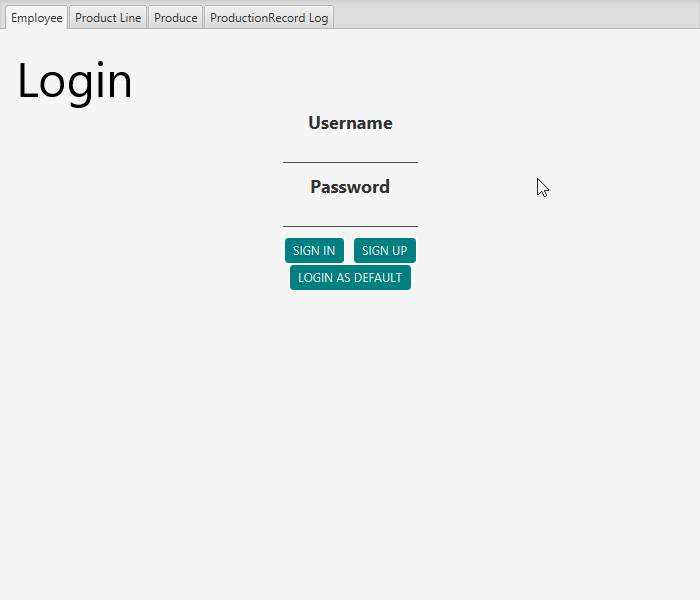 Employee Product Line Produce ProductionRecord Log
Login
Username
Password
SIGN IN SIGN UP
LOGIN AS DEFAULT